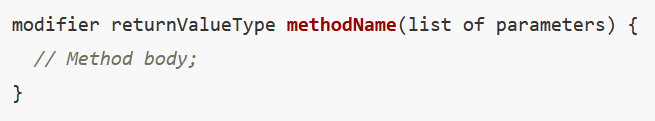 modifier returnValueType methodName(list of parameters) {
// Method body;
}